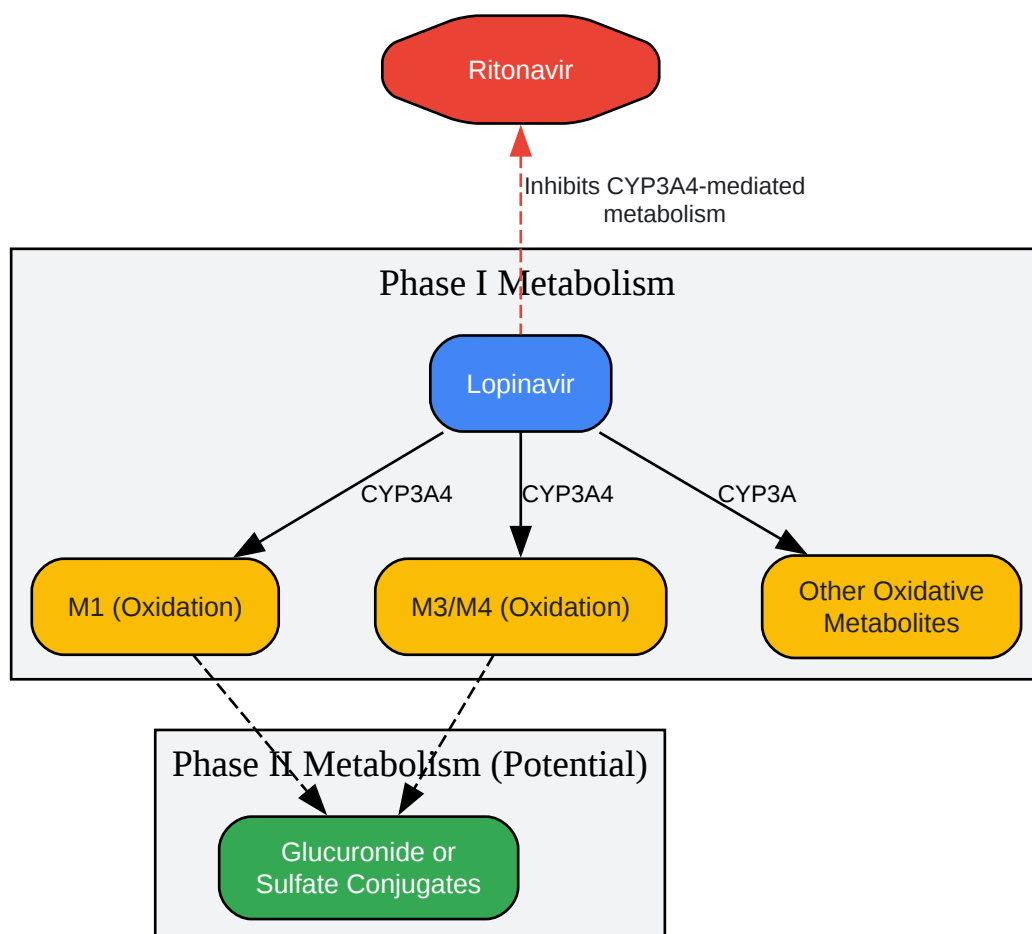 Ritonavir
Inhibits CYP3A4-mediated
metabolism
Phase I Metabolism
Lopinavir
CYP3A4
CYP3A4
CYP3A
M1 (Oxidation)
M3/M4 (Oxidation)
Other Oxidative
Metabolites
Phase II Metabolism (Potential)
Glucuronide or
Sulfate Conjugates